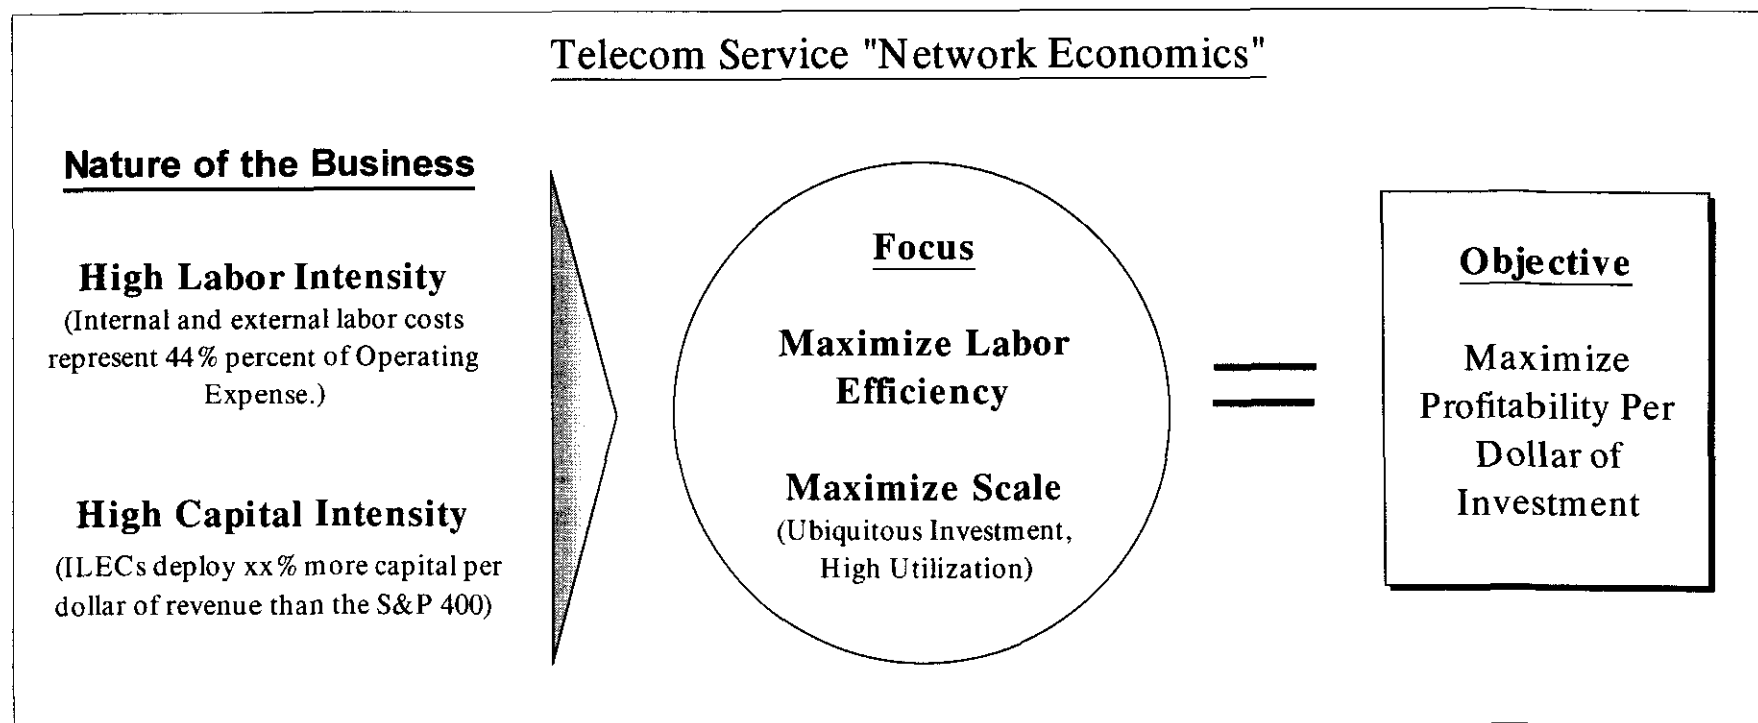 Telecom Service "Network Economics"
Nature of the Business
High Labor Intensity
(Internal and external labor costs
represent 44% percent of Operating
Expense.)
High Capital Intensity
(ILECs deploy xx% more capital per
dollar of revenue than the S&P 400)
Focus
Maximize Labor
Efficiency
Maximize Scale
(Ubiquitous Investment,
High Utilization)
Objective
Maximize
Profitability Per
Dollar of
Investment